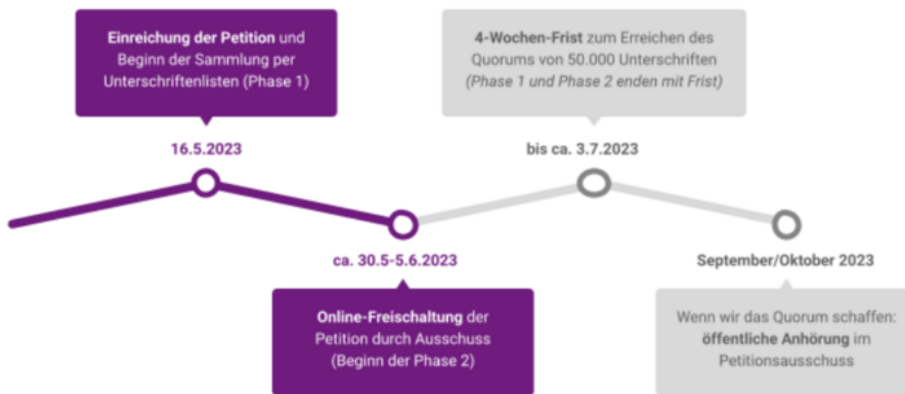 Einreichung der Petition und
Beginn der Sammlung per
Unterschriftenlisten (Phase 1)
16.5.2023
4-Wochen-Frist zum Erreichen des
Quorums von 50.000 Unterschriften
(Phase 1 und Phase 2 enden mit Frist)
bis ca. 3.7.2023
ca. 30.5-5.6.2023
Online-Freischaltung der
Petition durch Ausschuss
(Beginn der Phase 2)
September/Oktober 2023
Wenn wir das Quorum schaffen:
öffentliche Anhörung im
Petitionsausschuss